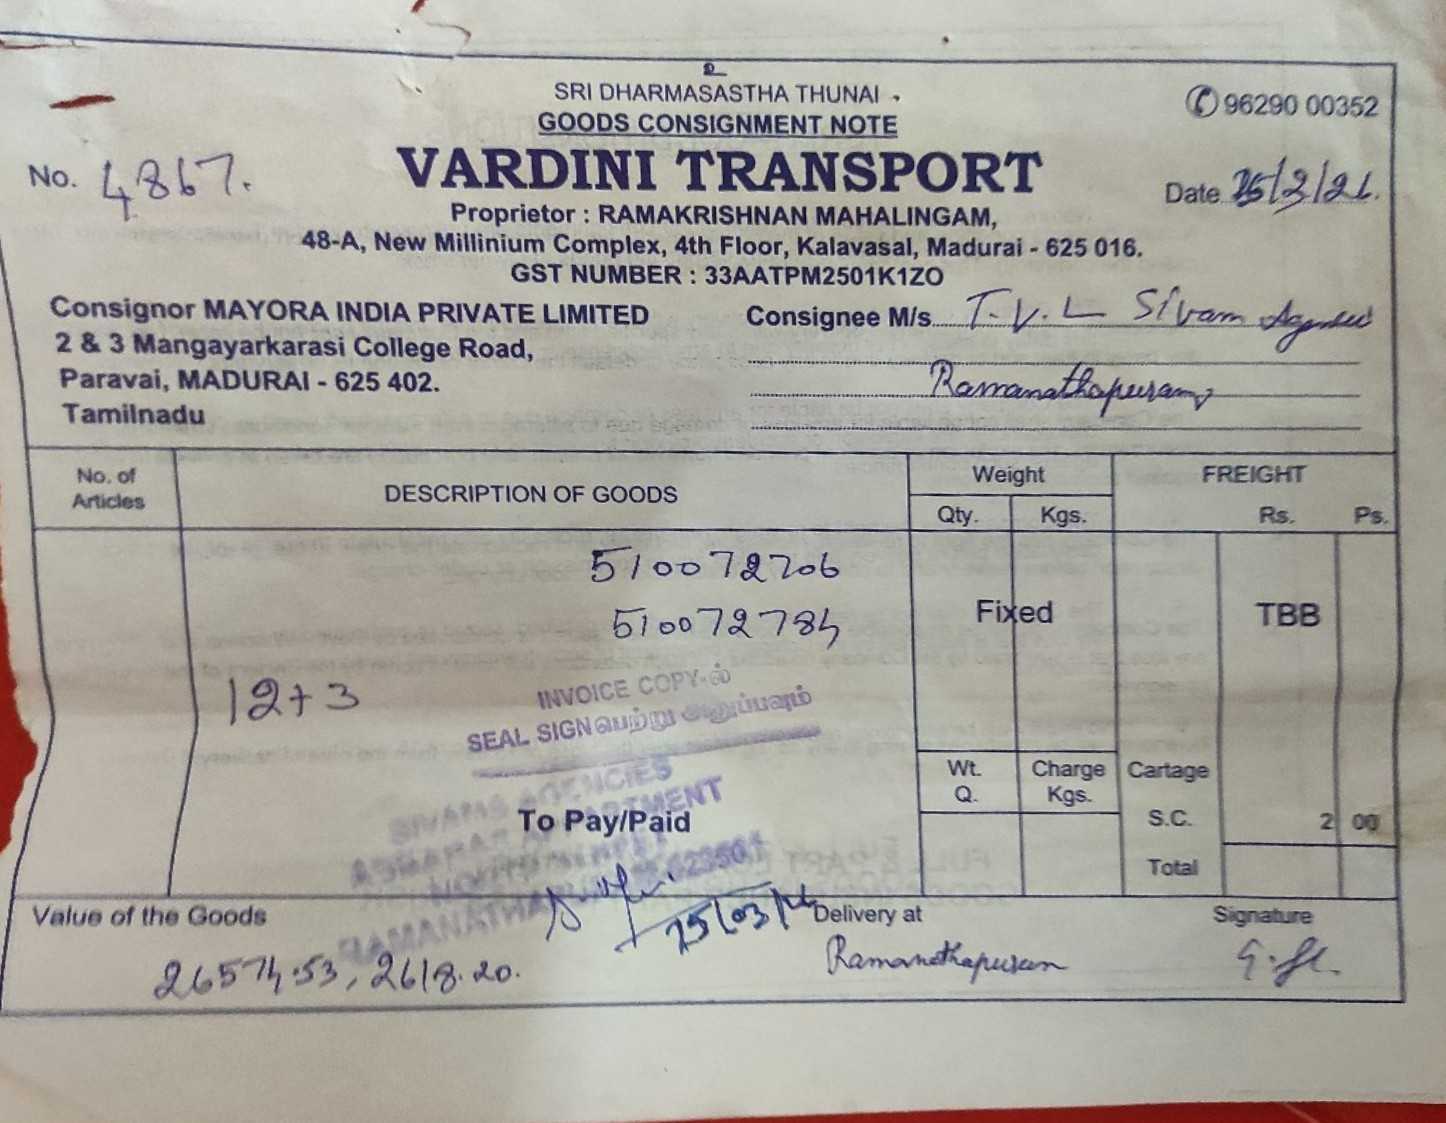 உ
SRI DHARMASASTHA THUNAI
GOODS CONSIGNMENT NOTE
96290 00352
No. 4867.
VARDINI TRANSPORT
Date 25/3/26.
Proprietor : RAMAKRISHNAN MAHALINGAM,
48-A, New Millinium Complex, 4th Floor, Kalavasal, Madurai - 625 016.
GST NUMBER : 33AATPM2501K1ZO
Consignor MAYORA INDIA PRIVATE LIMITED
2 & 3 Mangayarkarasi College Road,
Paravai, MADURAI - 625 402.
Tamilnadu
Consignee M/s. T.V.L Sivam
Ramanathapuram
No. of Articles
DESCRIPTION OF GOODS
Weight
Qty. Kgs.
FREIGHT
Rs. Ps.
510072706
510072784
12+3
Fixed
TBB
INVOICE COPY-ல்
SEAL SIGN பெற்று அனுப்பவும்
SIVAMS AGENCIES
To Pay/Paid
Wt. Q.
Charge Kgs.
Cartage
S.C. 2 00
Total
RAMANATHAPURAM 623501
25/03/26
Value of the Goods
26574.53, 2618.20.
Delivery at
Ramanathapuram
Signature